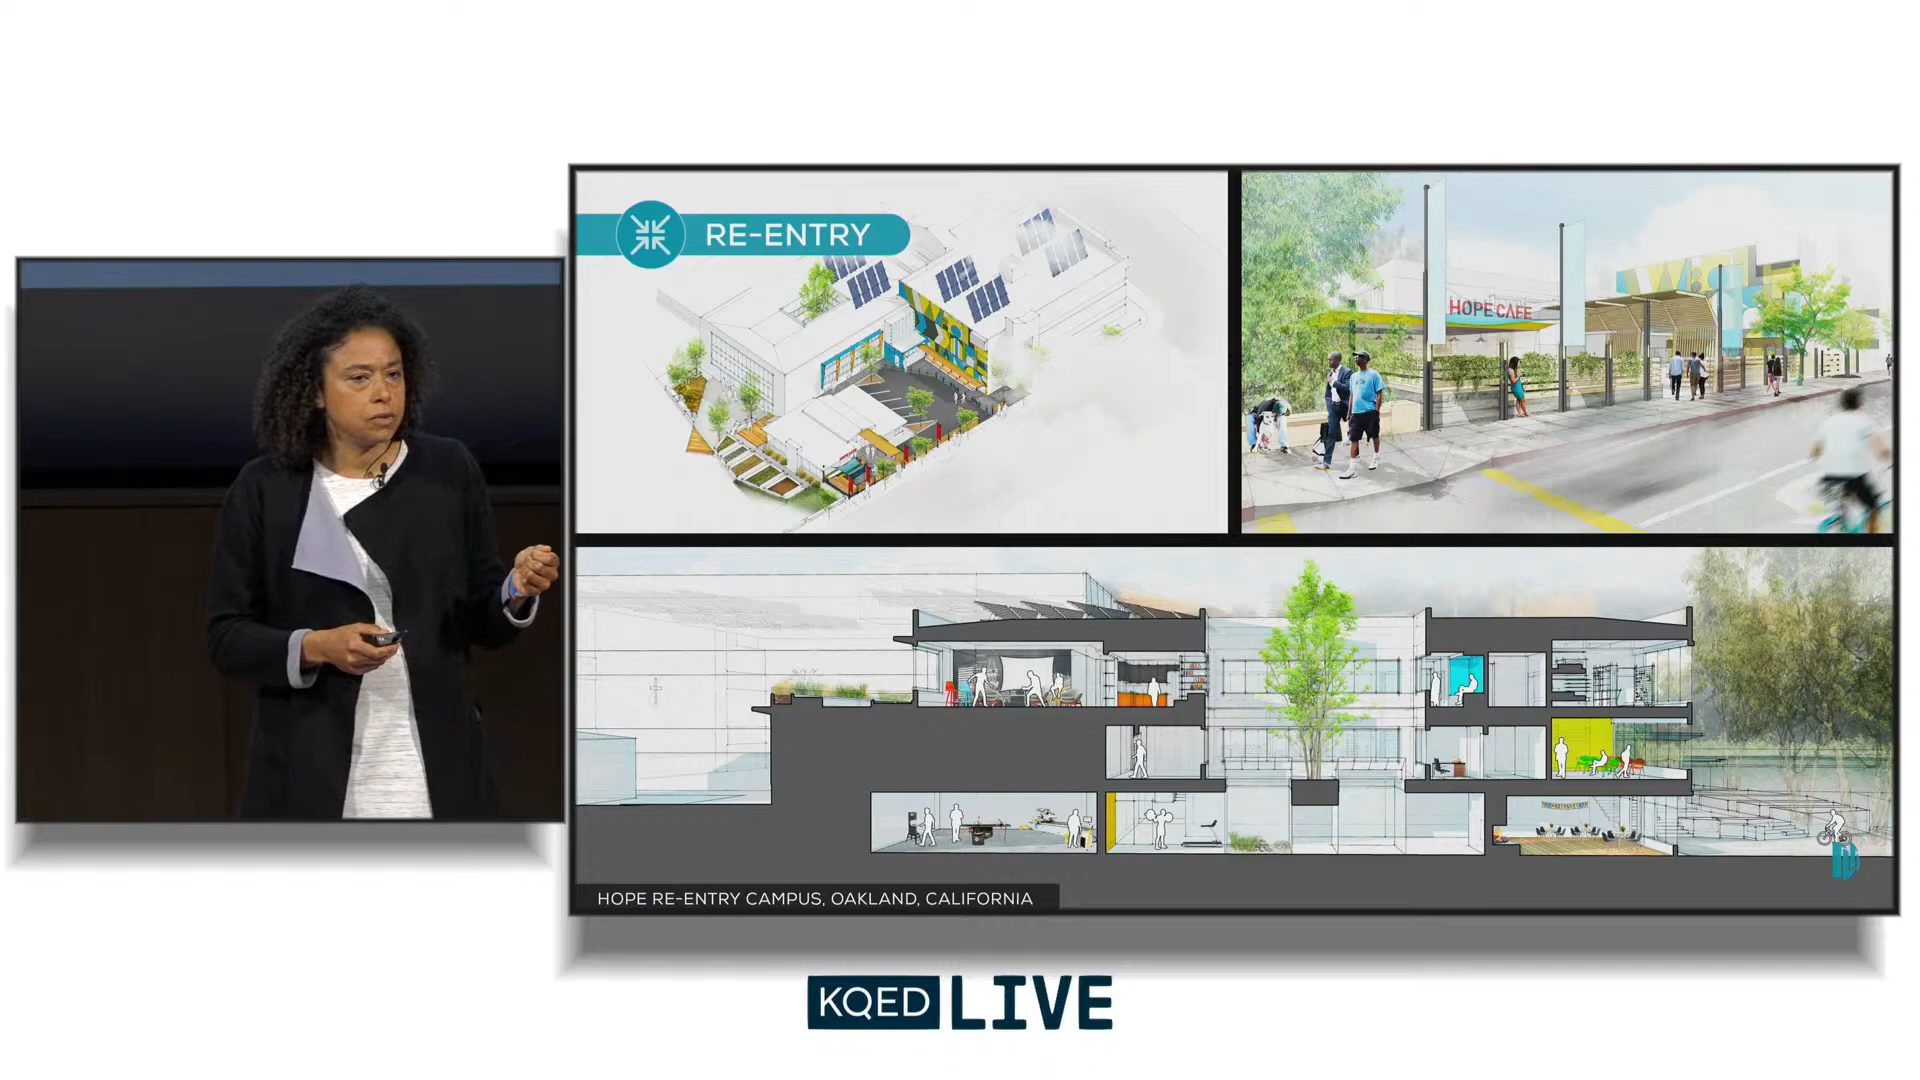 RE-ENTRY
HOPE CAFE
HOPE RE-ENTRY CAMPUS, OAKLAND, CALIFORNIA
KQED LIVE